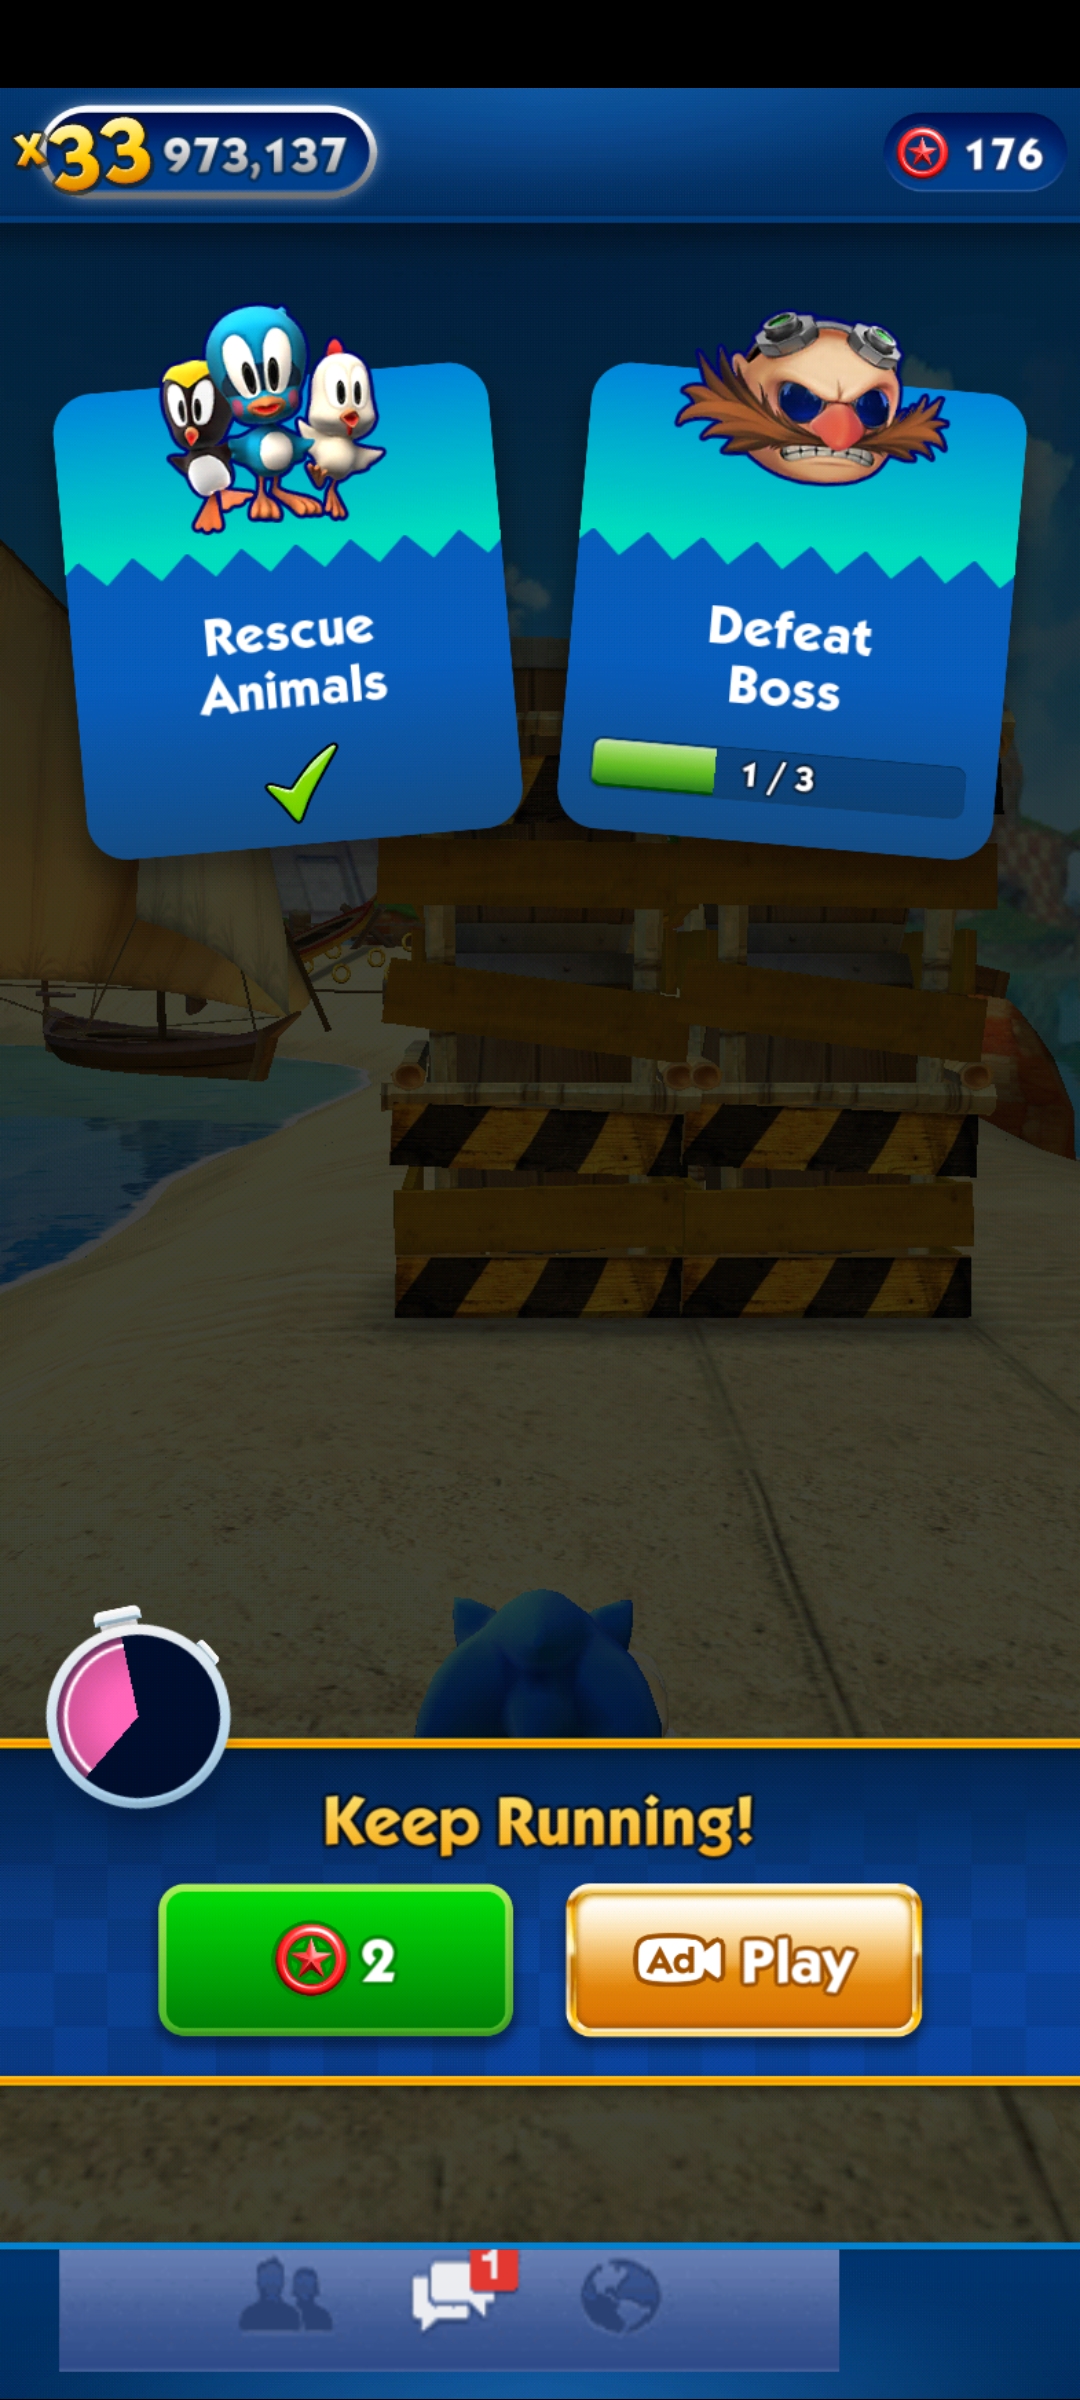 x33 973,137
176
Rescue
Animals
Defeat
Boss
1 / 3
Keep Running!
2
Ad Play
1